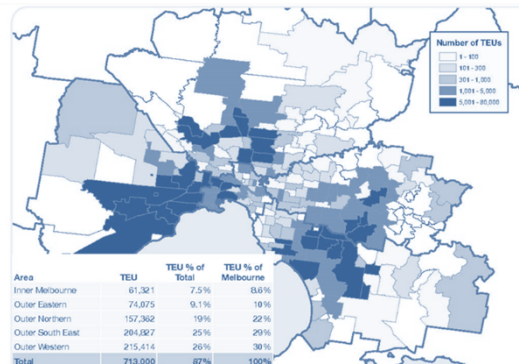 Number of TEUs
1 - 100
101 - 200
201 - 1,000
1,001 - 5,000
5,001 - 80,000
Area TEU TEU % of Total TEU % of Melbourne
Inner Melbourne 61,321 7.5% 8.6%
Outer Eastern 74,075 9.1% 10%
Outer Northern 157,362 19% 22%
Outer South East 204,827 25% 29%
Outer Western 215,414 26% 30%
Total 713,000 87% 100%